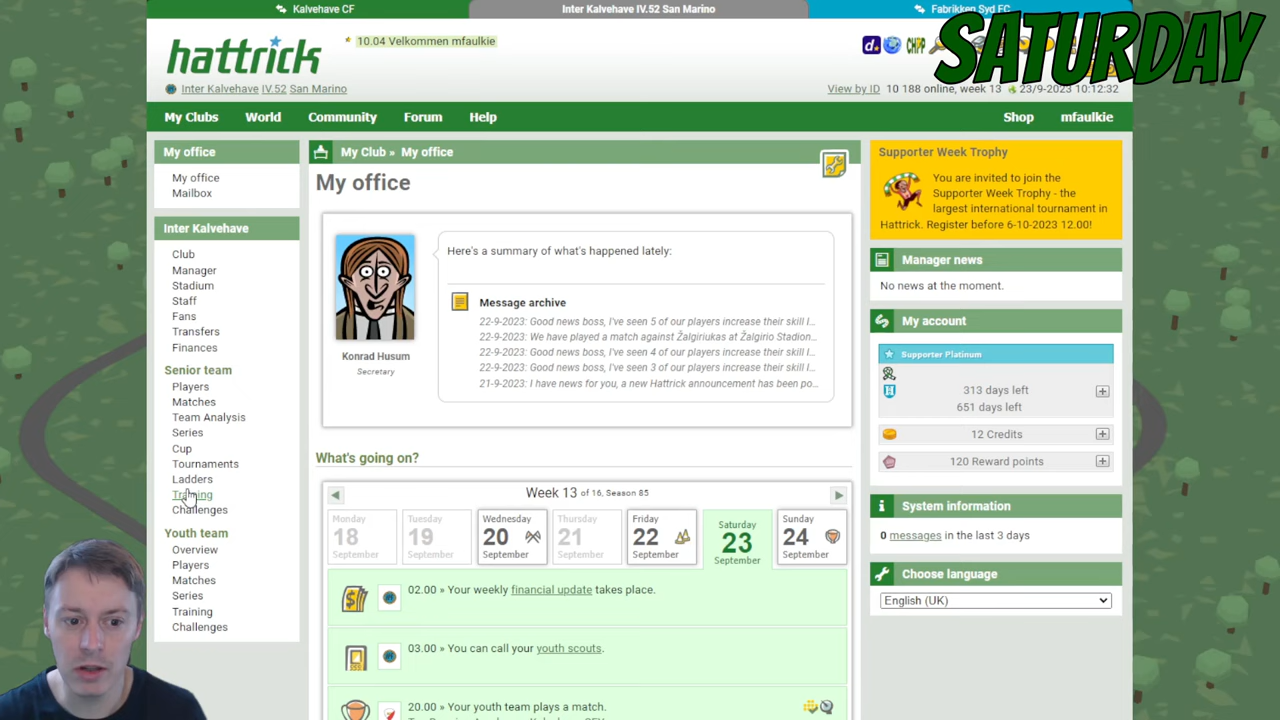 Kalvehave CF
Inter Kalvehave IV.52 San Marino
Fabrikken Syd FC
SATURDAY
hattrick
10.04 Velkommen mfaulkie
CHPP
Inter Kalvehave IV.52 San Marino
View by ID 10 188 online, week 13 23/9-2023 10:12:32
My Clubs World Community Forum Help Shop mfaulkie
My office
My office
Mailbox
Inter Kalvehave
Club
Manager
Stadium
Staff
Fans
Transfers
Finances
Senior team
Players
Matches
Team Analysis
Series
Cup
Tournaments
Ladders
Training
Challenges
Youth team
Overview
Players
Matches
Series
Training
Challenges
My Club » My office
My office
Here's a summary of what's happened lately:
Message archive
22-9-2023: Good news boss, I've seen 5 of our players increase their skill l...
22-9-2023: We have played a match against Žalgiriukas at Žalgirio Stadion...
22-9-2023: Good news boss, I've seen 4 of our players increase their skill l...
22-9-2023: Good news boss, I've seen 3 of our players increase their skill l...
21-9-2023: I have news for you, a new Hattrick announcement has been po...
Konrad Husum
Secretary
What's going on?
Week 13 of 16, Season 85
Monday
18
September
Tuesday
19
September
Wednesday
20
September
Thursday
21
September
Friday
22
September
Saturday
23
September
Sunday
24
September
02.00 » Your weekly financial update takes place.
03.00 » You can call your youth scouts.
20.00 » Your youth team plays a match.
Supporter Week Trophy
You are invited to join the
Supporter Week Trophy - the
largest international tournament in
Hattrick. Register before 6-10-2023 12.00!
Manager news
No news at the moment.
My account
Supporter Platinum
313 days left
651 days left
12 Credits
120 Reward points
System information
0 messages in the last 3 days
Choose language
English (UK)